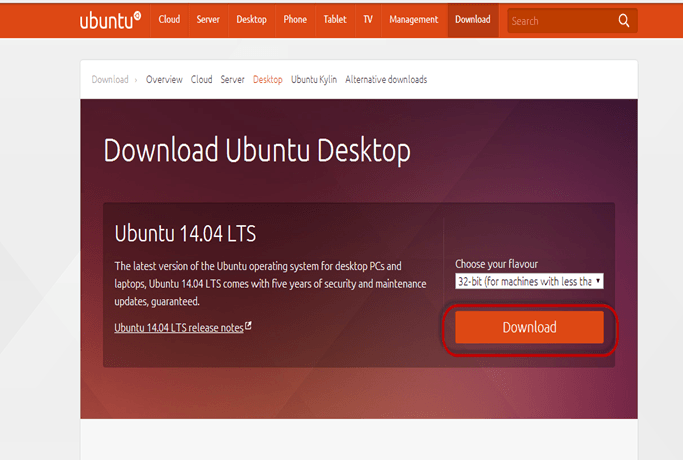 ubuntu Cloud Server Desktop Phone Tablet TV Management Download Search
Download › Overview Cloud Server Desktop Ubuntu Kylin Alternative downloads
Download Ubuntu Desktop
Ubuntu 14.04 LTS
The latest version of the Ubuntu operating system for desktop PCs and
laptops, Ubuntu 14.04 LTS comes with five years of security and maintenance
updates, guaranteed.
Ubuntu 14.04 LTS release notes
Choose your flavour
32-bit (for machines with less tha
Download